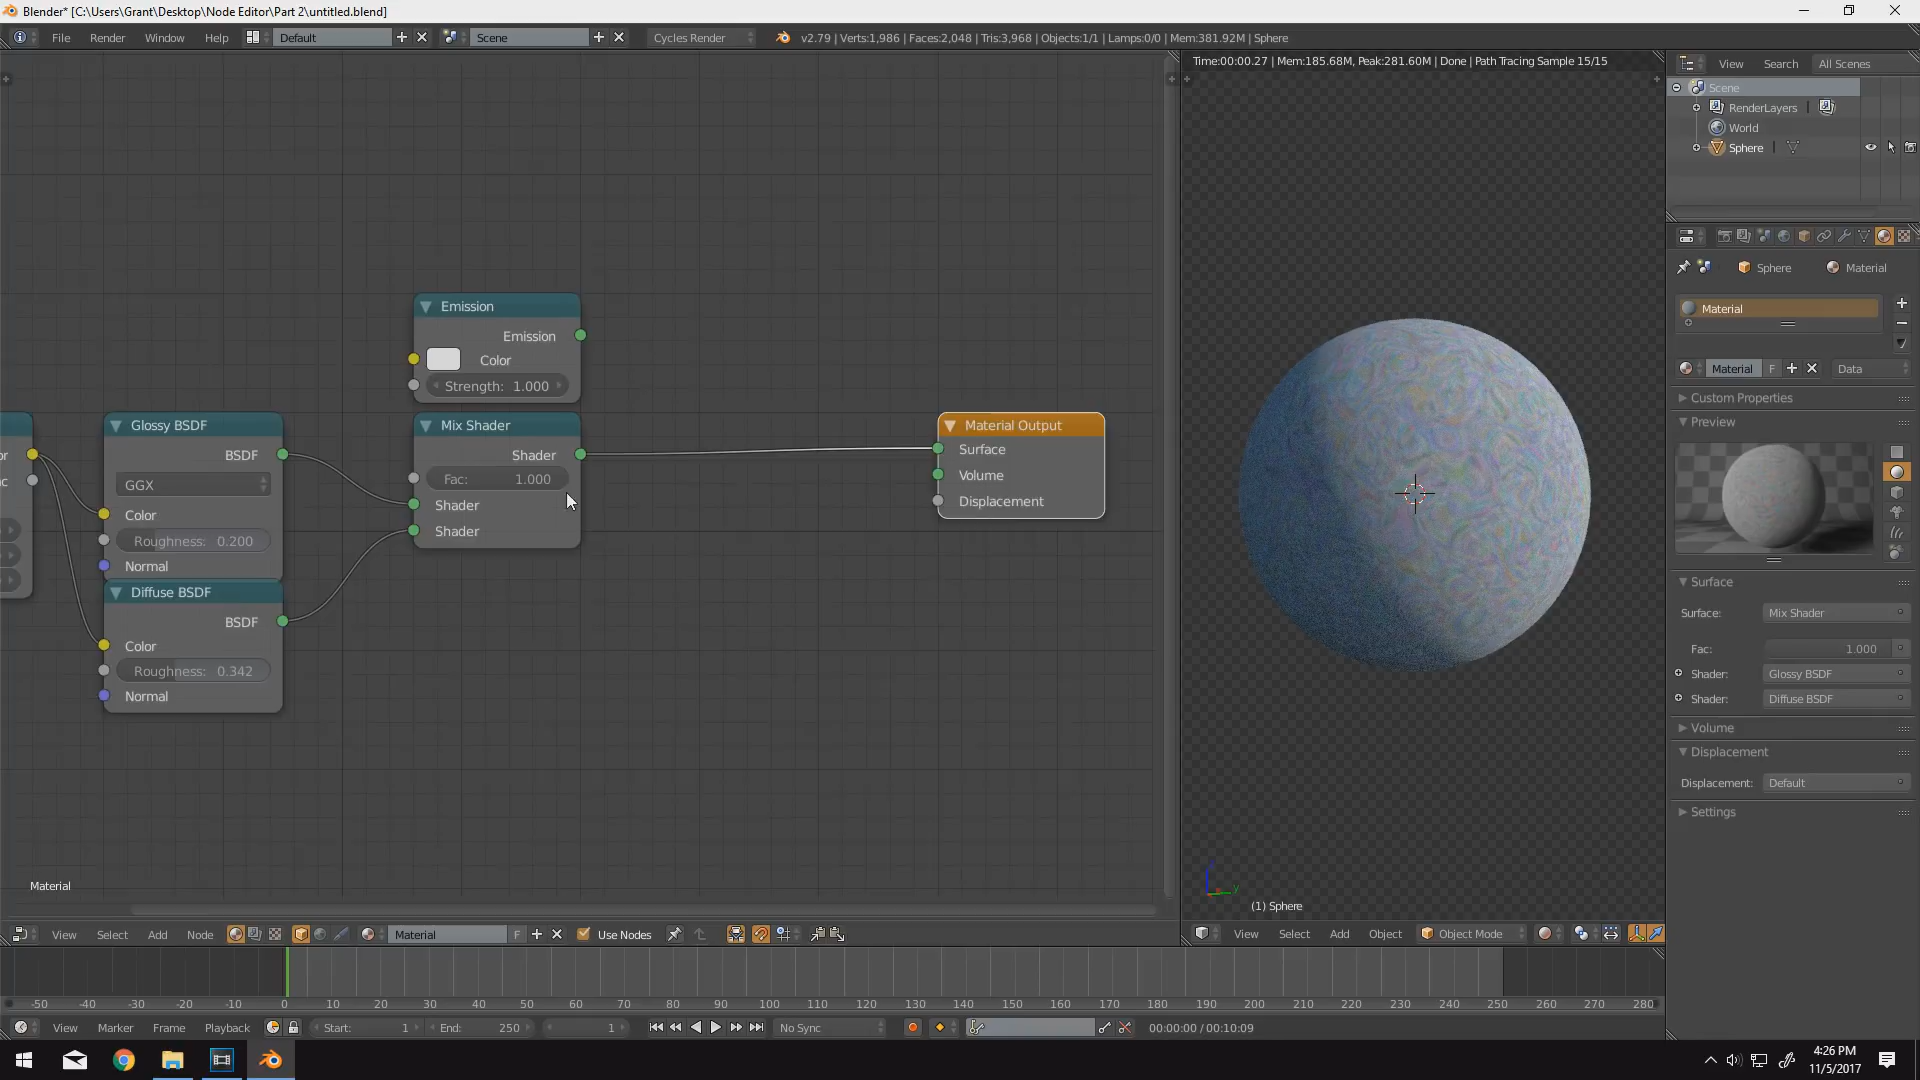 Blender* [C:\Users\Grant\Desktop\Node Editor\Part 2\untitled.blend]
File Render Window Help Default Scene Cycles Render v2.79 | Verts:1,986 | Faces:2,048 | Tris:3,968 | Objects:1/1 | Lamps:0/0 | Mem:381.92M | Sphere
Time:00:00.27 | Mem:185.68M, Peak:281.60M | Done | Path Tracing Sample 15/15
View Search All Scenes
Scene
RenderLayers
World
Sphere
Sphere Material
Material
Material F Data
Custom Properties
Preview
Surface
Surface: Mix Shader
Fac: 1.000
Shader: Glossy BSDF
Shader: Diffuse BSDF
Volume
Displacement
Displacement: Default
Settings
Emission
Emission
Color
Strength: 1.000
Glossy BSDF
BSDF
GGX
Color
Roughness: 0.200
Normal
Diffuse BSDF
BSDF
Color
Roughness: 0.342
Normal
Mix Shader
Shader
Fac: 1.000
Shader
Shader
Material Output
Surface
Volume
Displacement
Material
(1) Sphere
View Select Add Node Material F Use Nodes
View Select Add Object Object Mode
-50 -40 -30 -20 -10 0 10 20 30 40 50 60 70 80 90 100 110 120 130 140 150 160 170 180 190 200 210 220 230 240 250 260 270 280
View Marker Frame Playback Start: 1 End: 250 1 No Sync 00:00:00 / 00:10:09
4:26 PM
11/5/2017